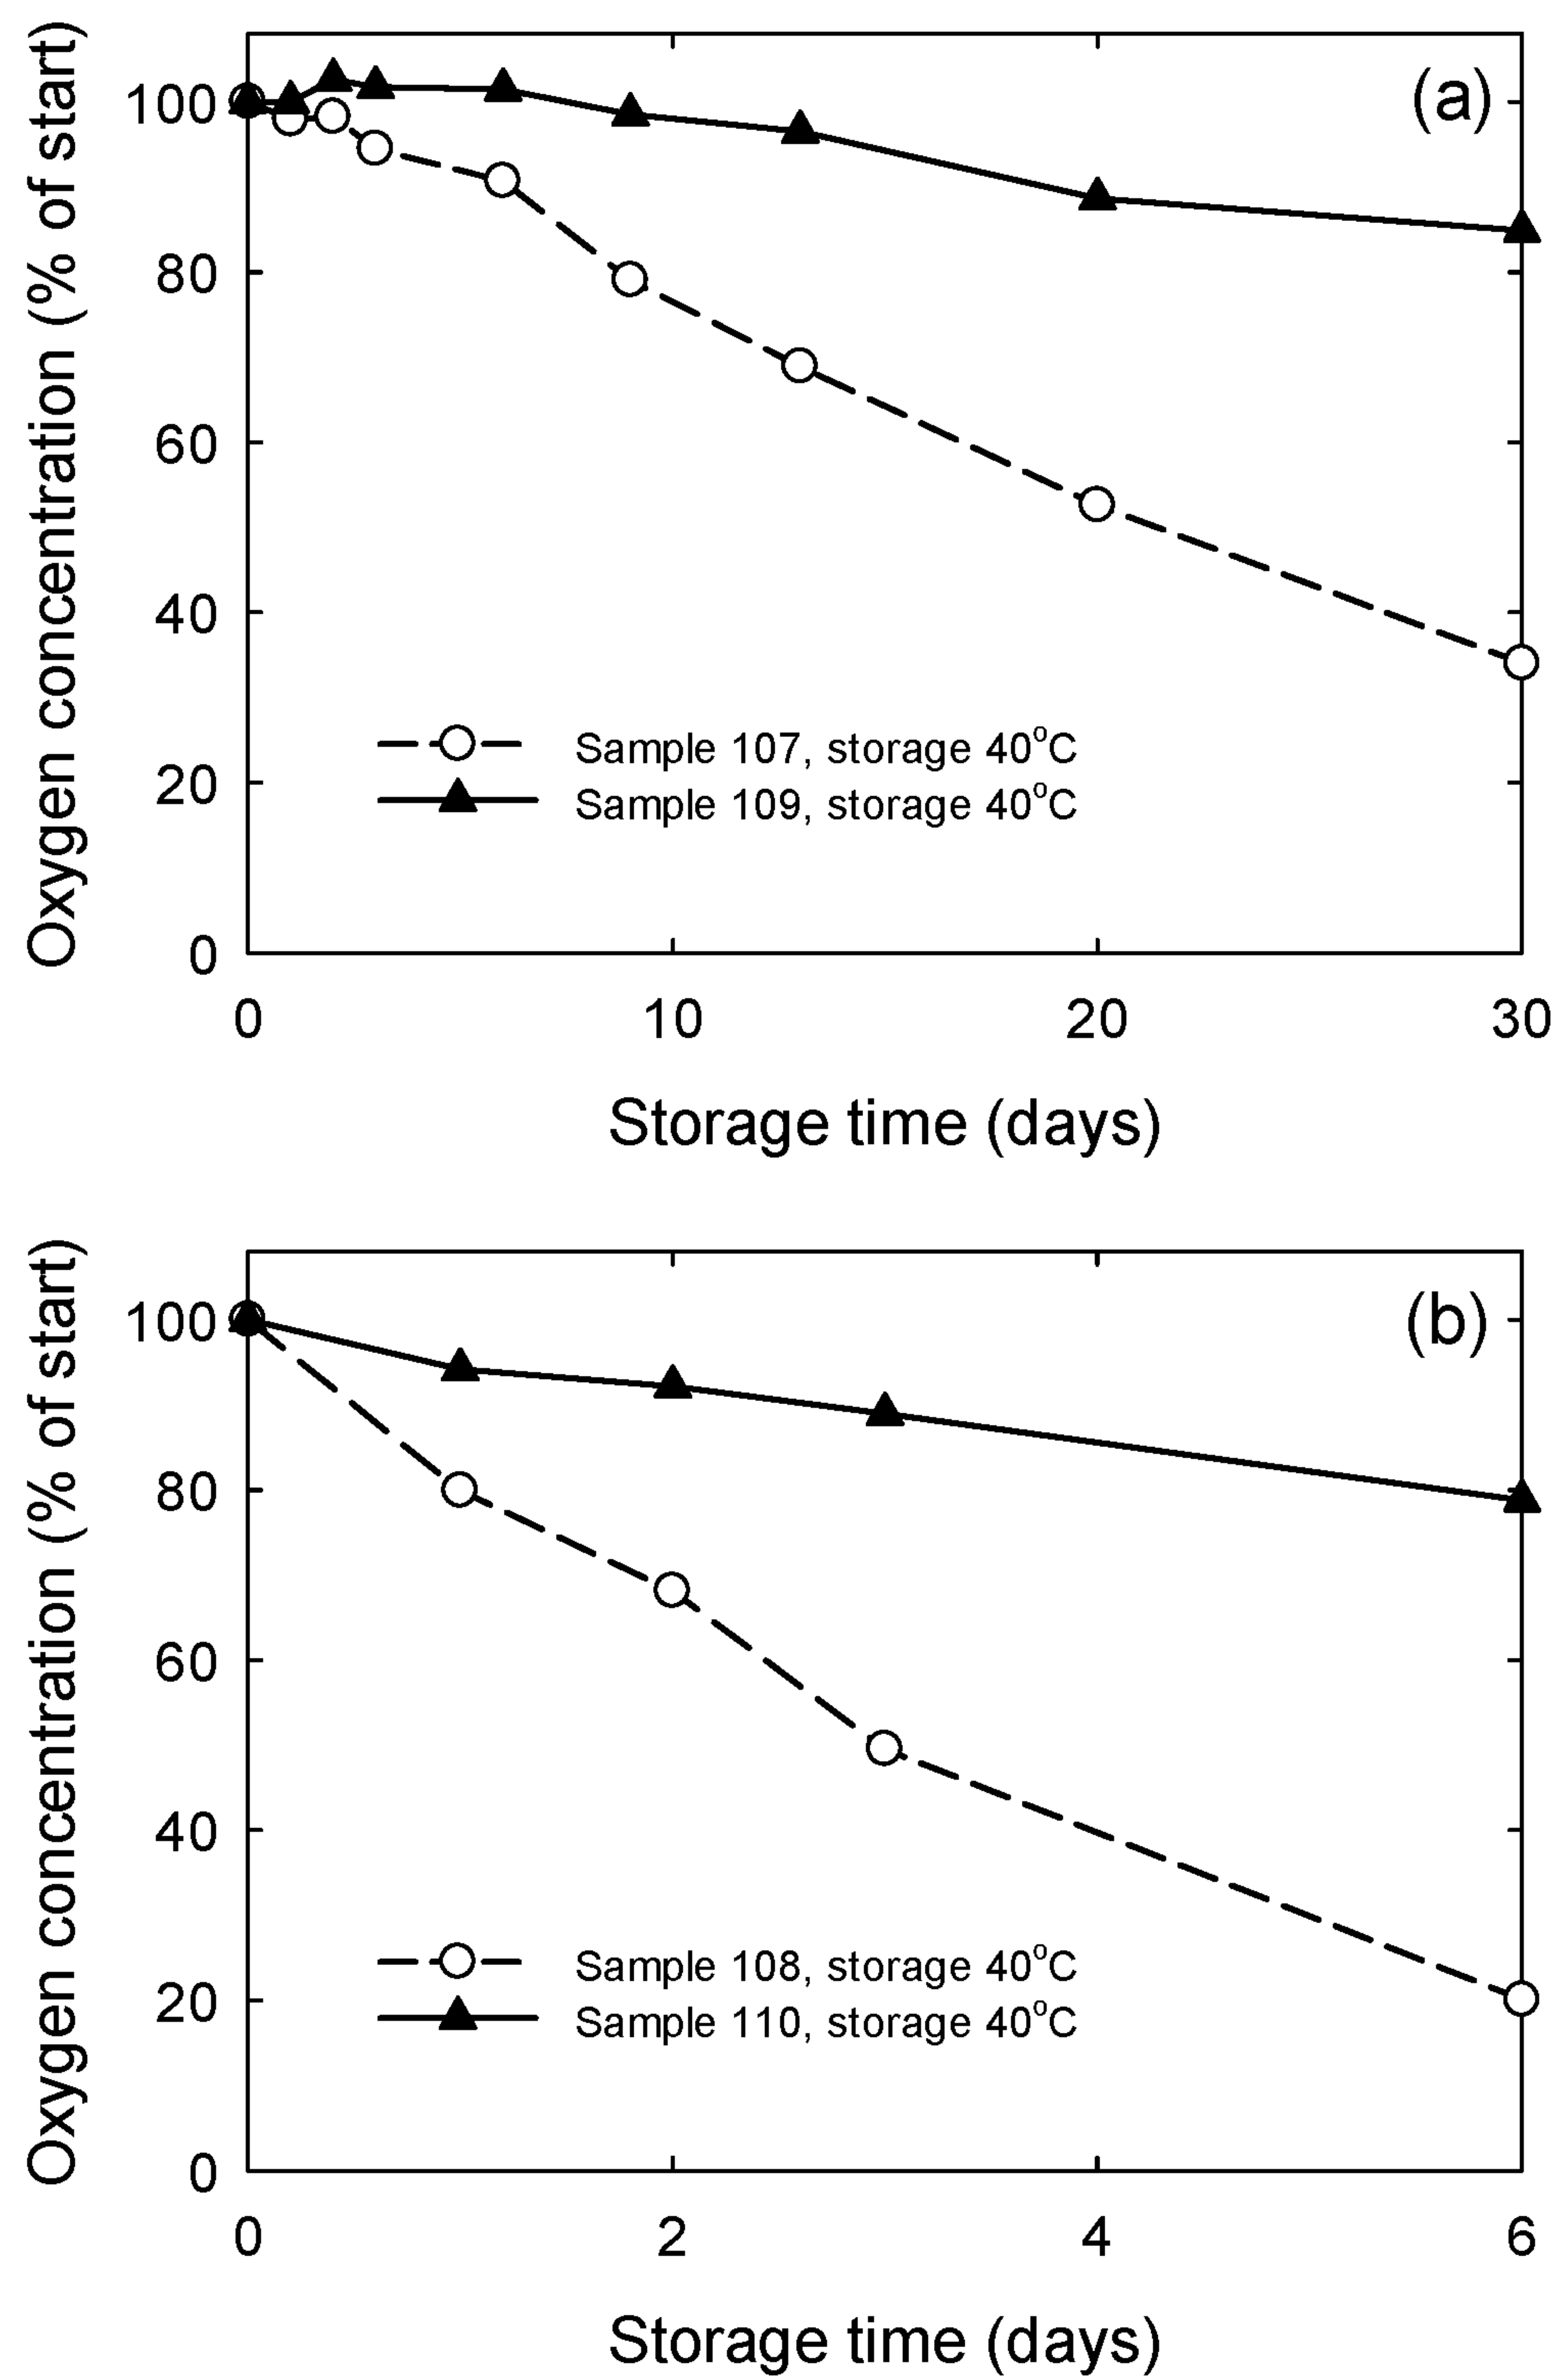 Oxygen concentration (% of start)
(a)
100
80
60
40
20
0
Sample 107, storage 40°C
Sample 109, storage 40°C
0 10 20 30
Storage time (days)
Oxygen concentration (% of start)
(b)
100
80
60
40
20
0
Sample 108, storage 40°C
Sample 110, storage 40°C
0 2 4 6
Storage time (days)